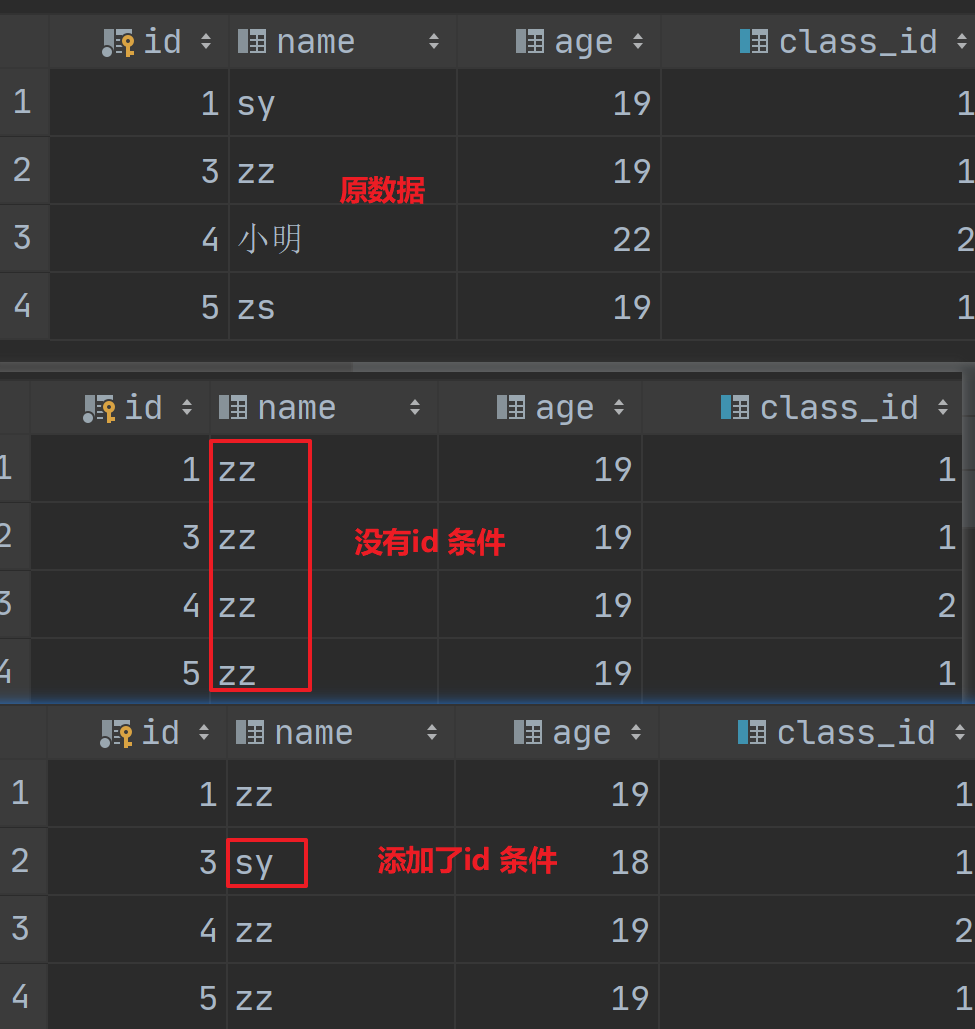 id name age class_id
1 1 sy 19 1
2 3 zz 19 1
原数据
3 4 小明 22 2
4 5 zs 19 1
id name age class_id
1 1 zz 19 1
2 3 zz 19 1
没有id 条件
3 4 zz 19 2
4 5 zz 19 1
id name age class_id
1 1 zz 19 1
2 3 sy 18 1
添加了id 条件
3 4 zz 19 2
4 5 zz 19 1